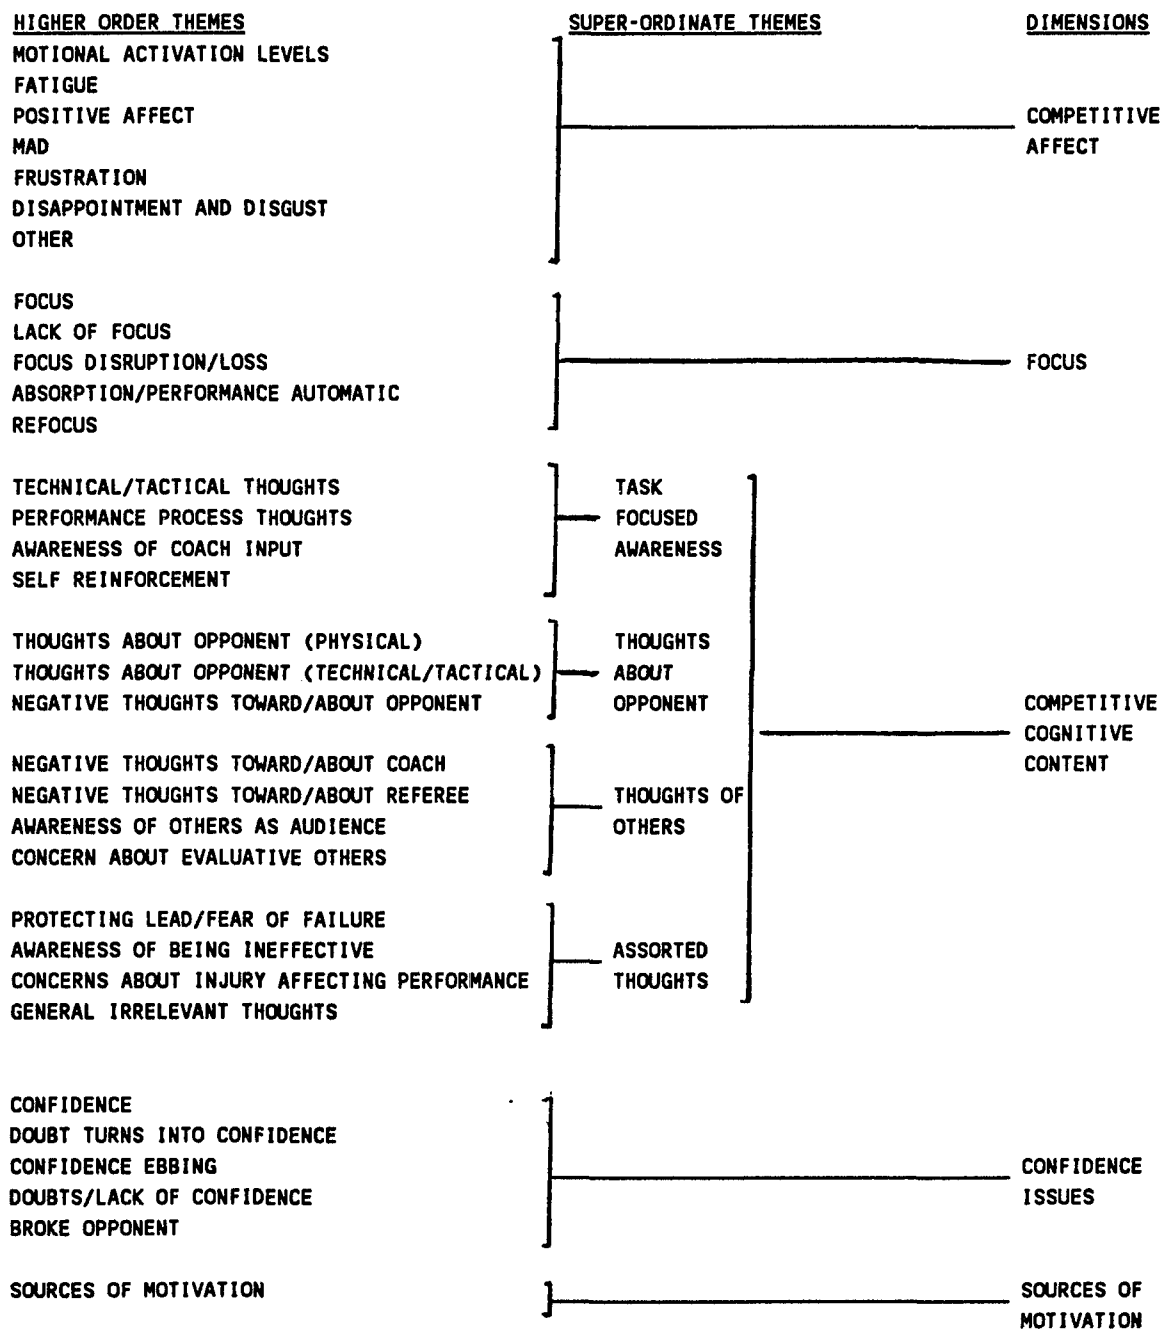 HIGHER ORDER THEMES SUPER-ORDINATE THEMES DIMENSIONS
MOTIONAL ACTIVATION LEVELS
FATIGUE
POSITIVE AFFECT COMPETITIVE
MAD AFFECT
FRUSTRATION
DISAPPOINTMENT AND DISGUST
OTHER
FOCUS
LACK OF FOCUS
FOCUS DISRUPTION/LOSS FOCUS
ABSORPTION/PERFORMANCE AUTOMATIC
REFOCUS
TECHNICAL/TACTICAL THOUGHTS TASK
PERFORMANCE PROCESS THOUGHTS FOCUSED
AWARENESS OF COACH INPUT AWARENESS
SELF REINFORCEMENT
THOUGHTS ABOUT OPPONENT (PHYSICAL) THOUGHTS
THOUGHTS ABOUT OPPONENT (TECHNICAL/TACTICAL) ABOUT
NEGATIVE THOUGHTS TOWARD/ABOUT OPPONENT OPPONENT COMPETITIVE
COGNITIVE
NEGATIVE THOUGHTS TOWARD/ABOUT COACH CONTENT
NEGATIVE THOUGHTS TOWARD/ABOUT REFEREE THOUGHTS OF
AWARENESS OF OTHERS AS AUDIENCE OTHERS
CONCERN ABOUT EVALUATIVE OTHERS
PROTECTING LEAD/FEAR OF FAILURE
AWARENESS OF BEING INEFFECTIVE ASSORTED
CONCERNS ABOUT INJURY AFFECTING PERFORMANCE THOUGHTS
GENERAL IRRELEVANT THOUGHTS
CONFIDENCE
DOUBT TURNS INTO CONFIDENCE
CONFIDENCE EBBING CONFIDENCE
DOUBTS/LACK OF CONFIDENCE ISSUES
BROKE OPPONENT
SOURCES OF MOTIVATION SOURCES OF
MOTIVATION